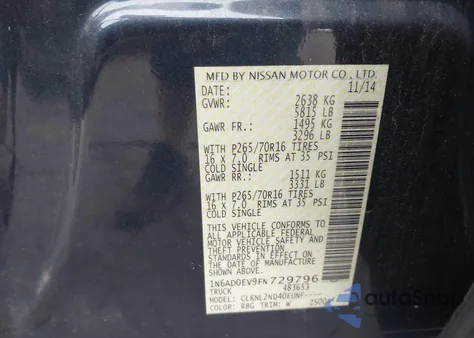 MFD BY NISSAN MOTOR CO., LTD.
DATE: 11/14
GVWR: 2638 KG
5815 LB
GAWR FR.: 1495 KG
3296 LB
WITH P265/70R16 TIRES
16 x 7.0 RIMS AT 35 PSI
COLD SINGLE
GAWR RR.: 1511 KG
3331 LB
WITH P265/70R16 TIRES
16 x 7.0 RIMS AT 35 PSI
COLD SINGLE
THIS VEHICLE CONFORMS TO
ALL APPLICABLE FEDERAL
MOTOR VEHICLE SAFETY
AND THEFT PREVENTION
STANDARDS IN EFFECT ON
THE DATE OF MANUFACTURE
SHOWN ABOVE.
1N6AD0EV9FN729796
TRUCK 483653
MODEL:
COLOR: RBG TRIM: W
autoSnap